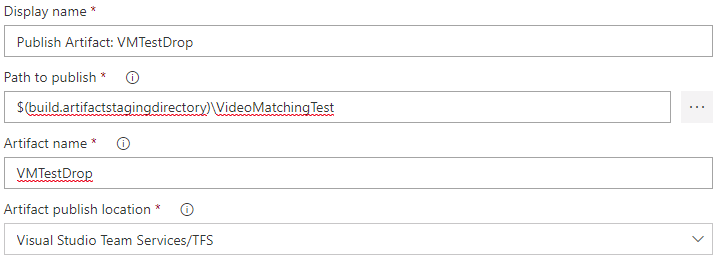 Display name *
Publish Artifact: VMTestDrop
Path to publish *
$(build.artifactstagingdirectory)\VideoMatchingTest
Artifact name *
VMTestDrop
Artifact publish location *
Visual Studio Team Services/TFS